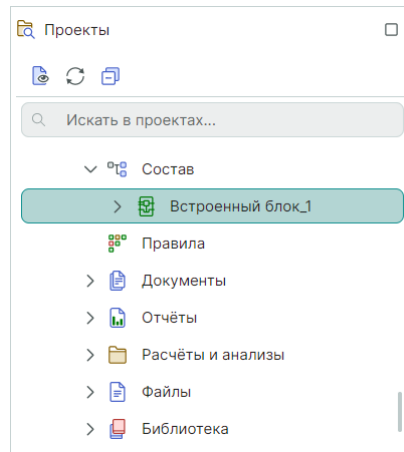 Проекты
Искать в проектах...
Состав
Встроенный блок_1
Правила
Документы
Отчёты
Расчёты и анализы
Файлы
Библиотека